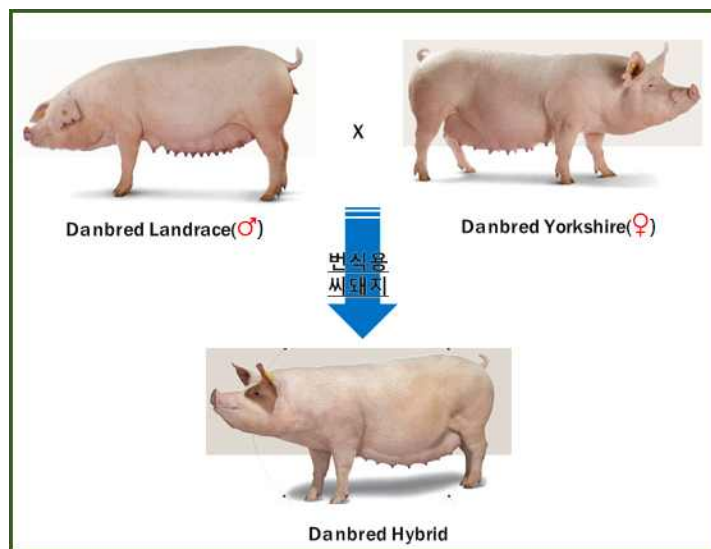 X
Danbred Landrace(♂)
Danbred Yorkshire(♀)
번식용
씨돼지
Danbred Hybrid